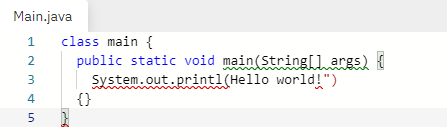 Main.java
1 class main {
2 public static void main(String[] args) {
3 System.out.printl(Hello world!")
4 {}
5 }